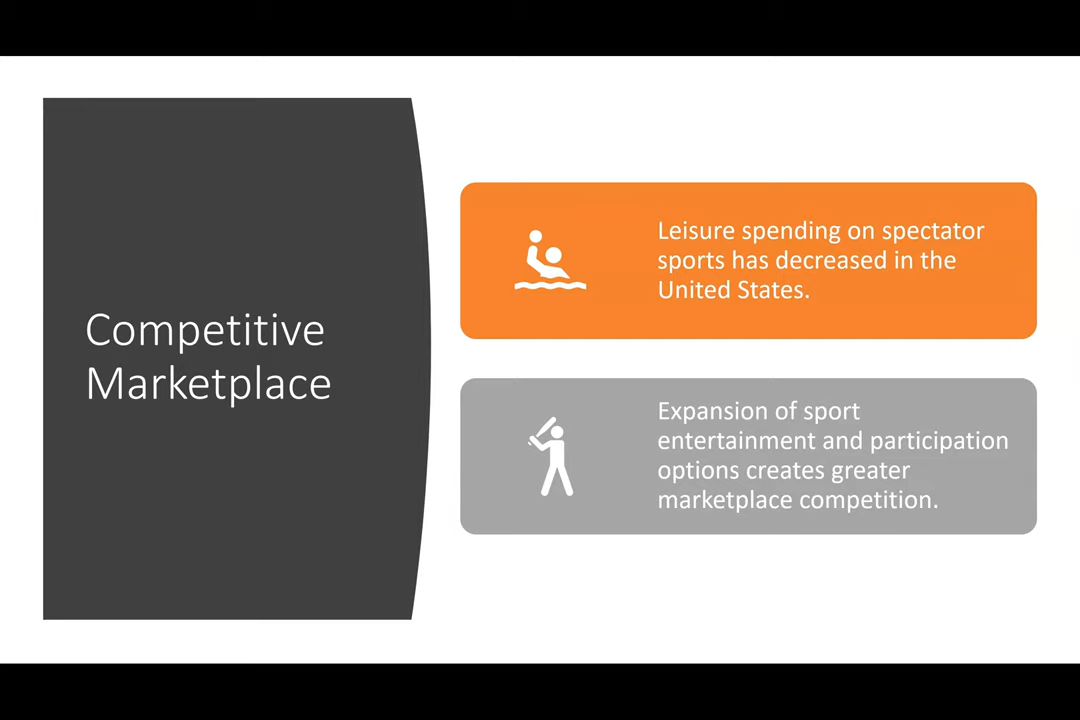 Competitive
Marketplace
Leisure spending on spectator
sports has decreased in the
United States.
Expansion of sport
entertainment and participation
options creates greater
marketplace competition.